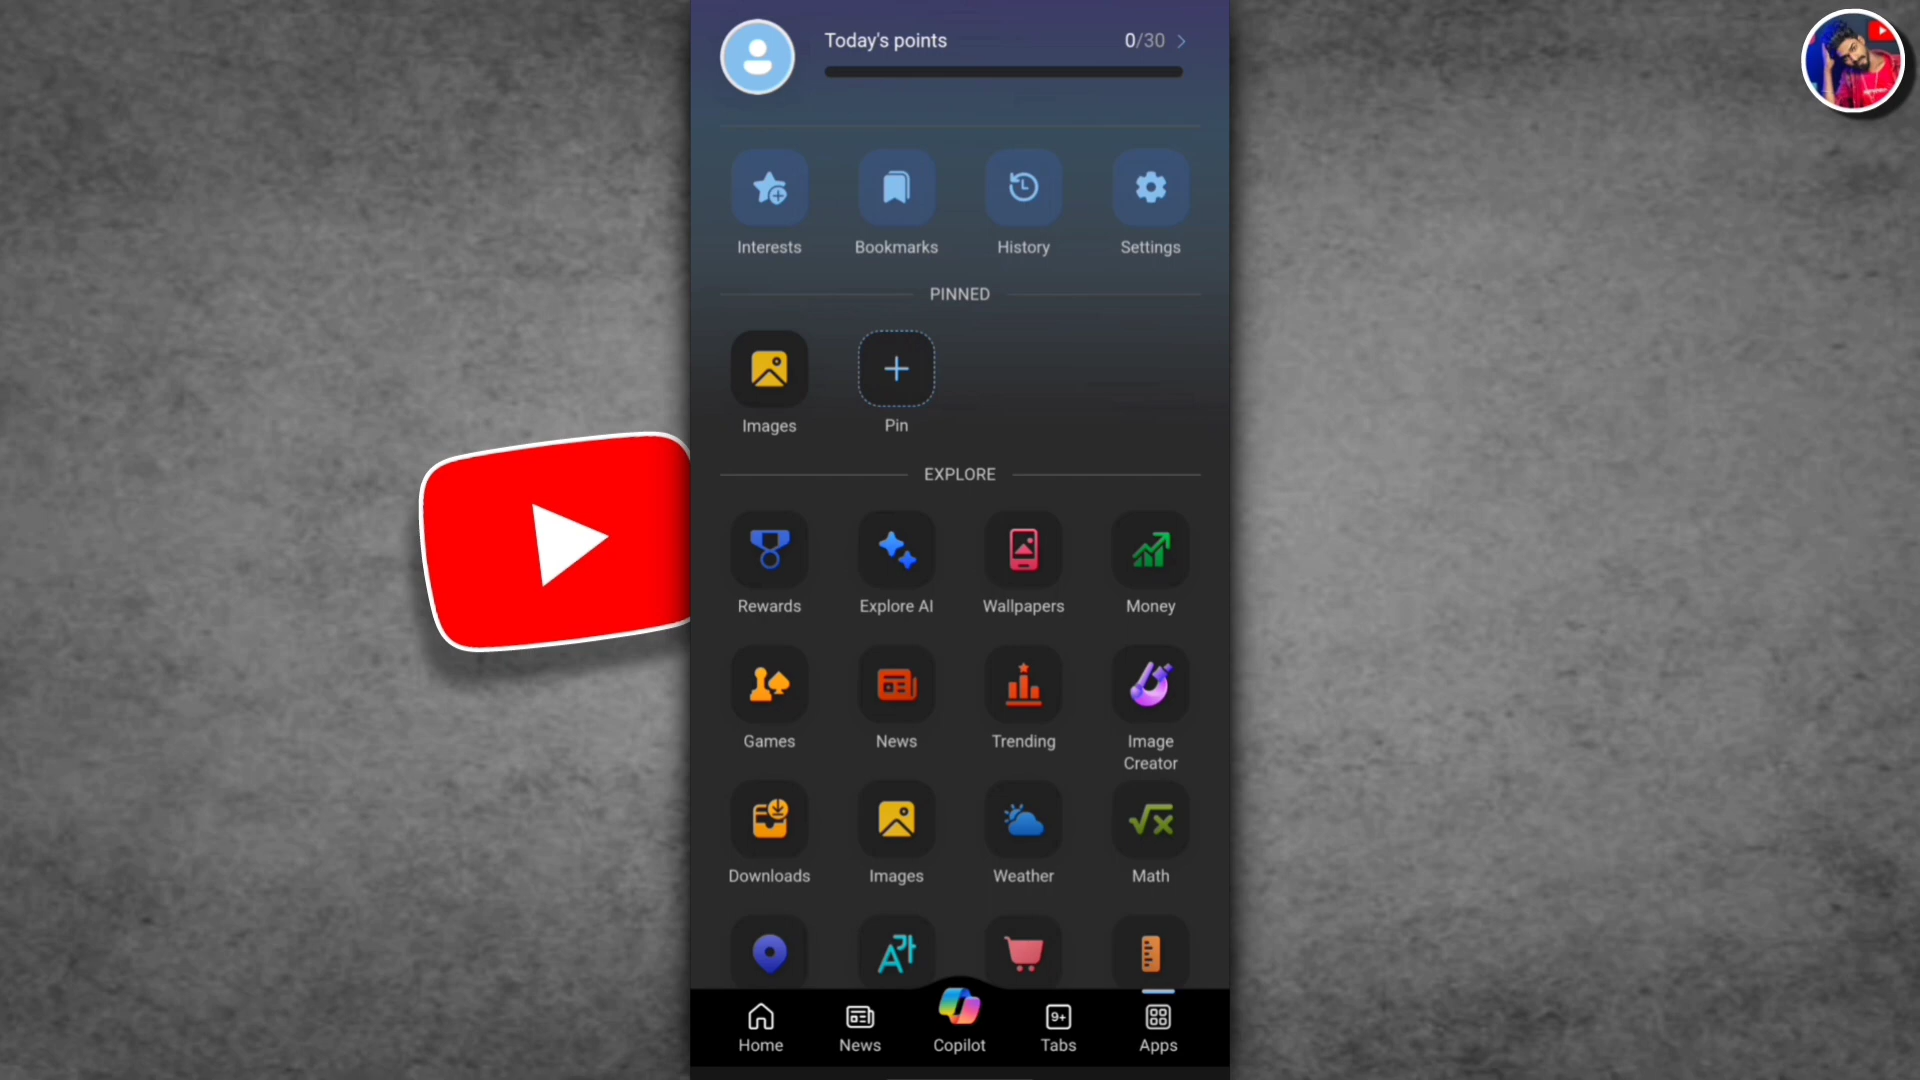 Today's points 0/30
Interests Bookmarks History Settings
PINNED
Images Pin
EXPLORE
Rewards Explore AI Wallpapers Money
Games News Trending Image
Creator
Downloads Images Weather Math
9+
Home News Copilot Tabs Apps